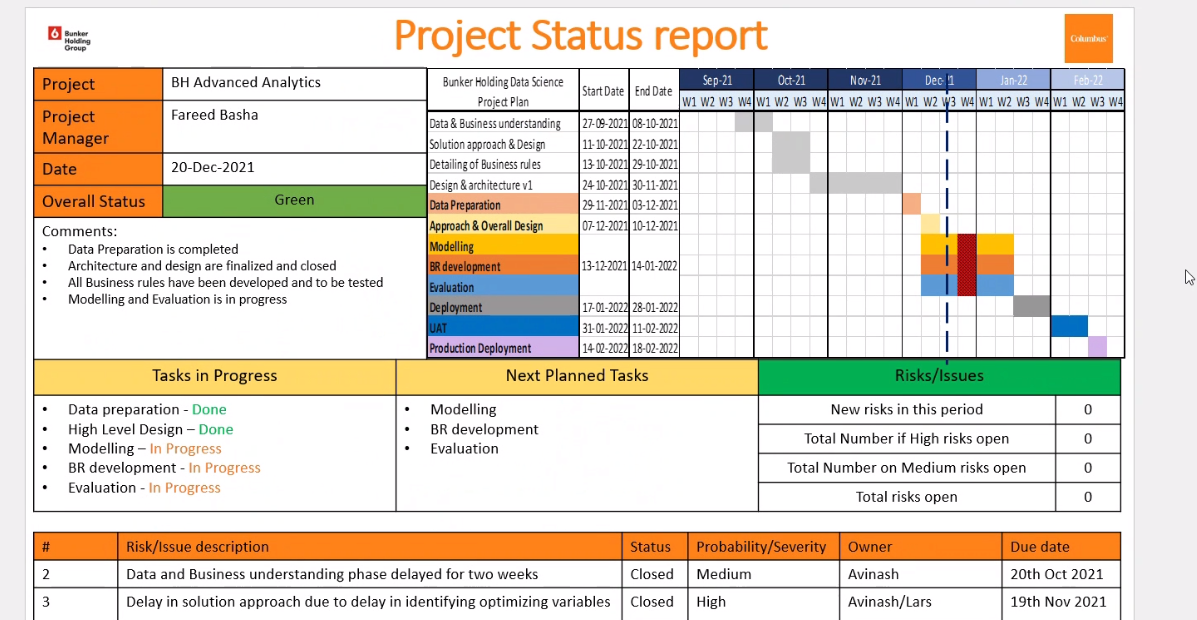 Bunker
Holding
Group
Project Status report
Columbus
Project BH Advanced Analytics
Project
Manager
Fareed Basha
Date 20-Dec-2021
Overall Status Green
Comments:
• Data Preparation is completed
• Architecture and design are finalized and closed
• All Business rules have been developed and to be tested
• Modelling and Evaluation is in progress
Bunker Holding Data Science
Project Plan
Start Date End Date Sep-21 Oct-21 Nov-21 Dec-21 Jan-22 Feb-22
W1 W2 W3 W4 W1 W2 W3 W4 W1 W2 W3 W4 W1 W2 W3 W4 W1 W2 W3 W4 W1 W2 W3 W4
Data & Business understanding 27-09-2021 08-10-2021
Solution approach & Design 11-10-2021 22-10-2021
Detailing of Business rules 13-10-2021 29-10-2021
Design & architecture v1 24-10-2021 30-11-2021
Data Preparation 29-11-2021 03-12-2021
Approach & Overall Design 07-12-2021 10-12-2021
Modelling
BR development 13-12-2021 14-01-2022
Evaluation
Deployment 17-01-2022 28-01-2022
UAT 31-01-2022 11-02-2022
Production Deployment 14-02-2022 18-02-2022
Tasks in Progress Next Planned Tasks Risks/Issues
• Data preparation - Done
• High Level Design – Done
• Modelling – In Progress
• BR development - In Progress
• Evaluation - In Progress
• Modelling
• BR development
• Evaluation
New risks in this period 0
Total Number if High risks open 0
Total Number on Medium risks open 0
Total risks open 0
# Risk/Issue description Status Probability/Severity Owner Due date
2 Data and Business understanding phase delayed for two weeks Closed Medium Avinash 20th Oct 2021
3 Delay in solution approach due to delay in identifying optimizing variables Closed High Avinash/Lars 19th Nov 2021